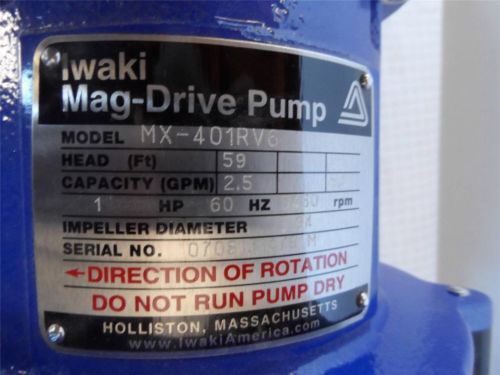 Iwaki
Mag-Drive Pump
MODEL MX-401RV6
HEAD (Ft) 59
CAPACITY (GPM) 2.5
1 HP 60 HZ rpm
IMPELLER DIAMETER
SERIAL NO.
←DIRECTION OF ROTATION
DO NOT RUN PUMP DRY
HOLLISTON, MASSACHUSETTS
www.IwakiAmerica.com